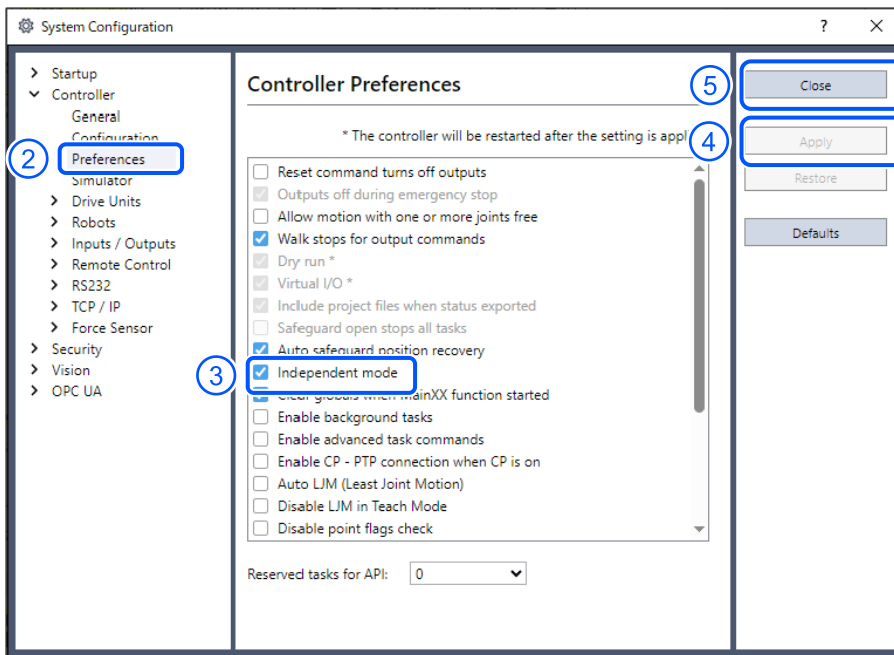 System Configuration
?
Startup
Controller
General
Configuration
2
Preferences
Simulator
Drive Units
Robots
Inputs / Outputs
Remote Control
RS232
TCP / IP
Force Sensor
Security
Vision
OPC UA
Controller Preferences
* The controller will be restarted after the setting is appl
Reset command turns off outputs
Outputs off during emergency stop
Allow motion with one or more joints free
Walk stops for output commands
Dry run *
Virtual I/O *
Include project files when status exported
Safeguard open stops all tasks
Auto safeguard position recovery
3
Independent mode
Clear globals when MainXX function started
Enable background tasks
Enable advanced task commands
Enable CP - PTP connection when CP is on
Auto LJM (Least Joint Motion)
Disable LJM in Teach Mode
Disable point flags check
Reserved tasks for API: 0
5
Close
4
Apply
Restore
Defaults